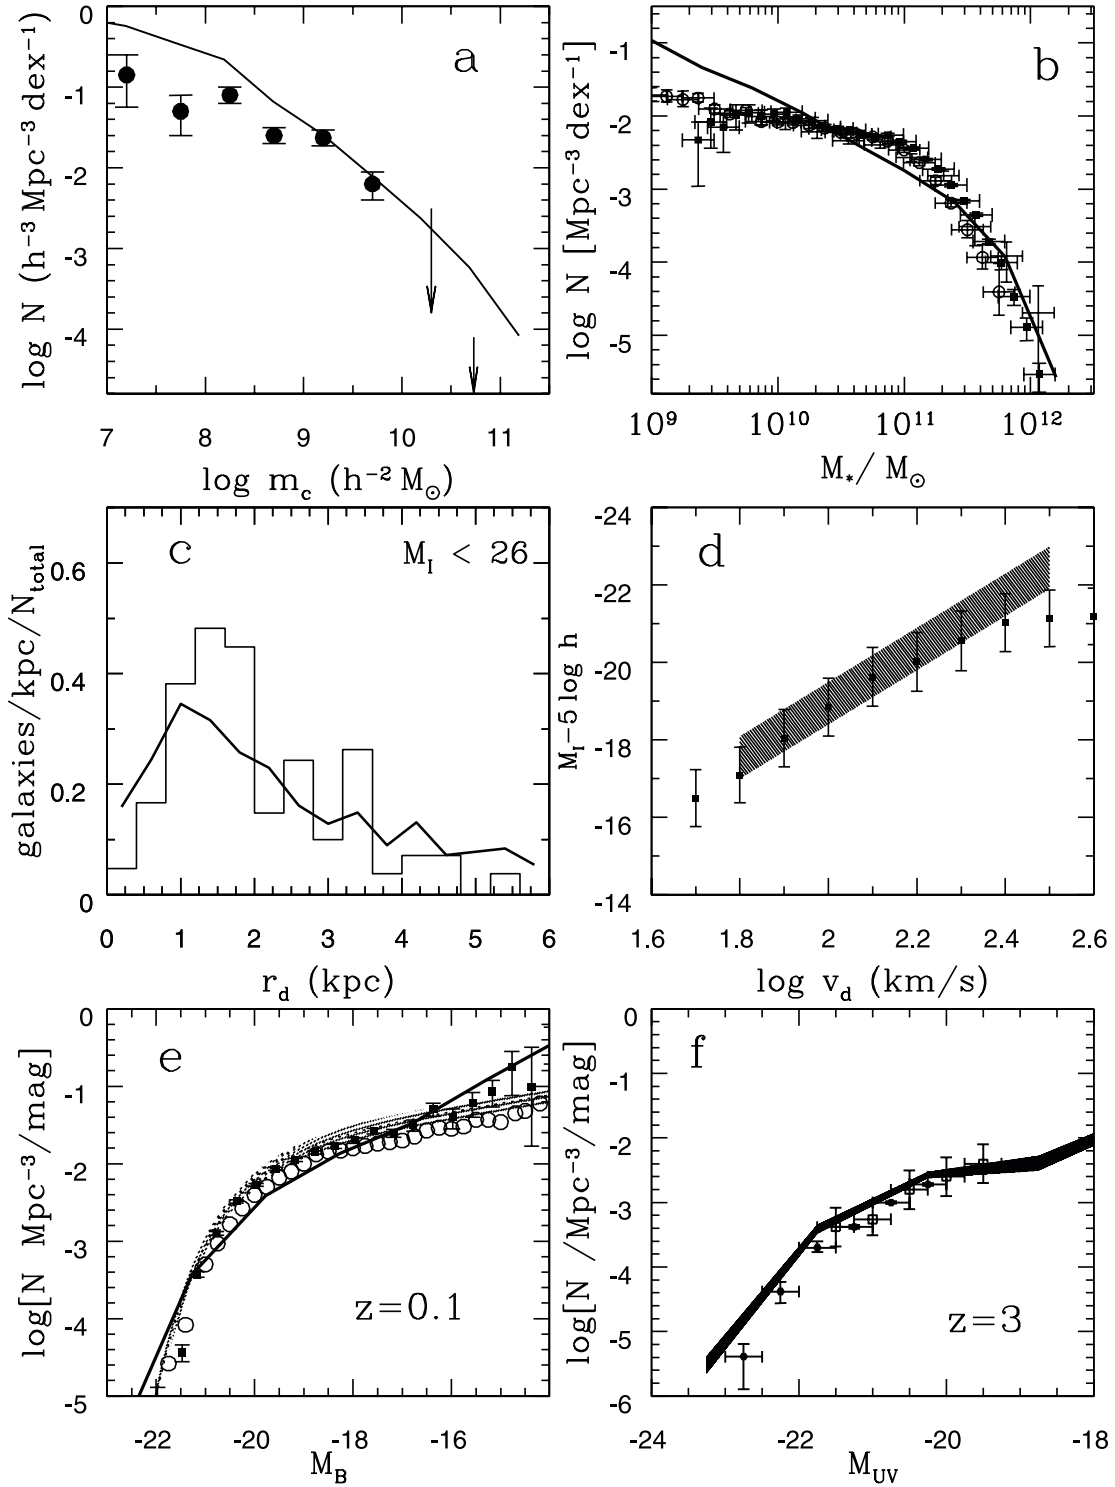 log N (h⁻³ Mpc⁻³ dex⁻¹)
0
-1
-2
-3
-4
a
7 8 9 10 11
log m_c (h⁻² M_⊙)
log N [Mpc⁻³ dex⁻¹]
-1
-2
-3
-4
-5
b
10⁹ 10¹⁰ 10¹¹ 10¹²
M_*/ M_⊙
galaxies/kpc/N_total
0.6
0.4
0.2
0
c
M_I < 26
0 1 2 3 4 5 6
r_d (kpc)
M_I-5 log h
-24
-22
-20
-18
-16
-14
d
1.6 1.8 2 2.2 2.4 2.6
log v_d (km/s)
log[N Mpc⁻³/mag]
0
-1
-2
-3
-4
-5
e
z=0.1
-22 -20 -18 -16
M_B
log[N /Mpc⁻³/mag]
0
-1
-2
-3
-4
-5
-6
f
z=3
-24 -22 -20 -18
M_UV